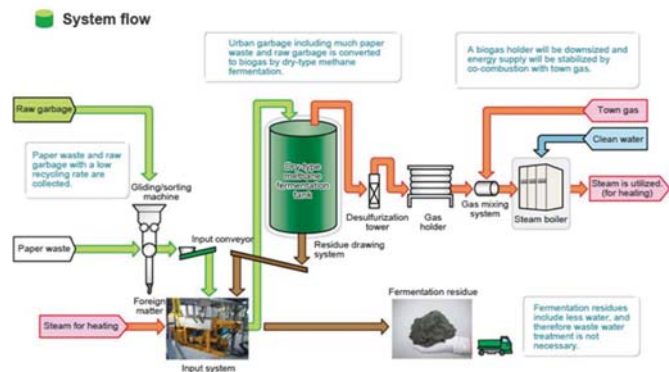 System flow
Urban garbage including much paper
waste and raw garbage is converted
to biogas by dry-type methane
fermentation.
A biogas holder will be downsized and
energy supply will be stabilized by
co-combustion with town gas.
Raw garbage
Town gas
Clean water
Paper waste and raw
garbage with a low
recycling rate are
collected.
Gliding/sorting
machine
Dry-type
methane
fermentation
tank
Desulfurization
tower
Gas
holder
Gas mixing
system
Steam boiler
Steam is utilized.
(for heating)
Paper waste
Input conveyor
Residue drawing
system
Foreign
matter
Steam for heating
Input system
Fermentation residue
Fermentation residues
include less water, and
therefore waste water
treatment is not
necessary.